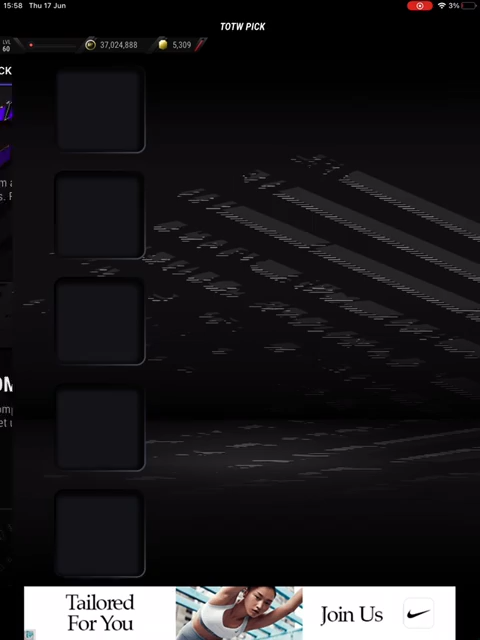 15:58 Thu 17 Jun
3%
TOTW PICK
LVL
60
37,024,888
5,309
CK
Tailored
For You
Join Us